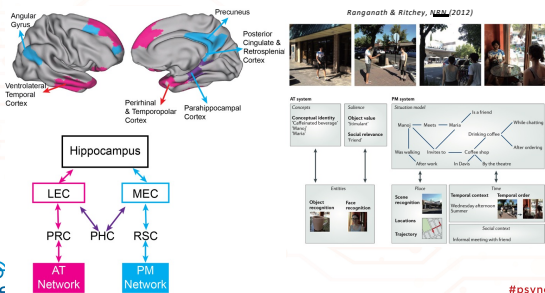 Angular
Gyrus
Precuneus
Posterior
Cingulate &
Retrosplenial
Cortex
Ventrolateral
Temporal
Cortex
Perirhinal
& Temporopolar
Cortex
Parahippocampal
Cortex
Hippocampus
LEC
MEC
PRC
PHC
RSC
AT
Network
PM
Network
Ranganath & Ritchey, NRN (2012)
AT system
Concepts
Conceptual identity
'Caffeinated beverage'
'Manu'
'Maria'
Salience
Object value
'Stimulant'
Social relevance
'Friend'
PM system
Situation model
Is a friend
Manu
Meets
Maria
While chatting
Drinking coffee
Was walking
Invites to
Coffee shop
After ordering
After work
In Davis
By the theatre
Entities
Object
recognition
Face
recognition
Place
Scene
recognition
Locations
Trajectory
Time
Temporal context
Wednesday afternoon
Summer
Temporal order
Social context
Informal meeting with friend